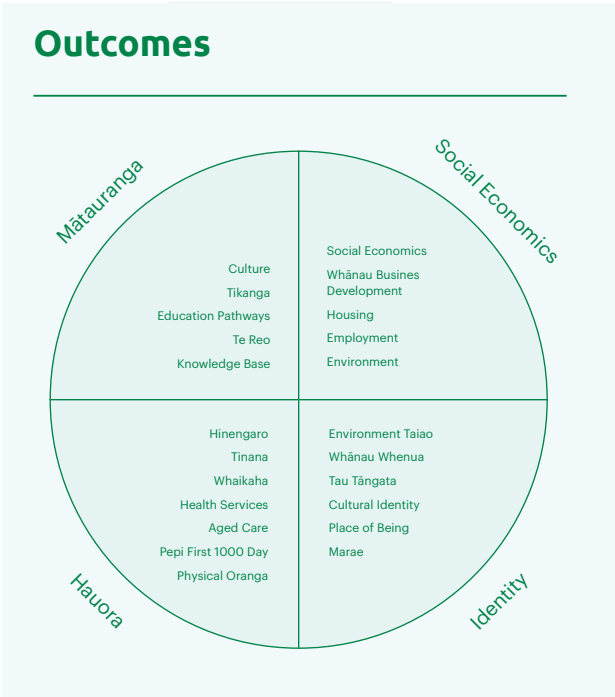 Outcomes
Mātauranga
Culture
Tikanga
Education Pathways
Te Reo
Knowledge Base
Social Economics
Social Economics
Whānau Busines
Development
Housing
Employment
Environment
Hauora
Hinengaro
Tinana
Whaikaha
Health Services
Aged Care
Pepi First 1000 Day
Physical Oranga
Identity
Environment Taiao
Whānau Whenua
Tau Tāngata
Cultural Identity
Place of Being
Marae